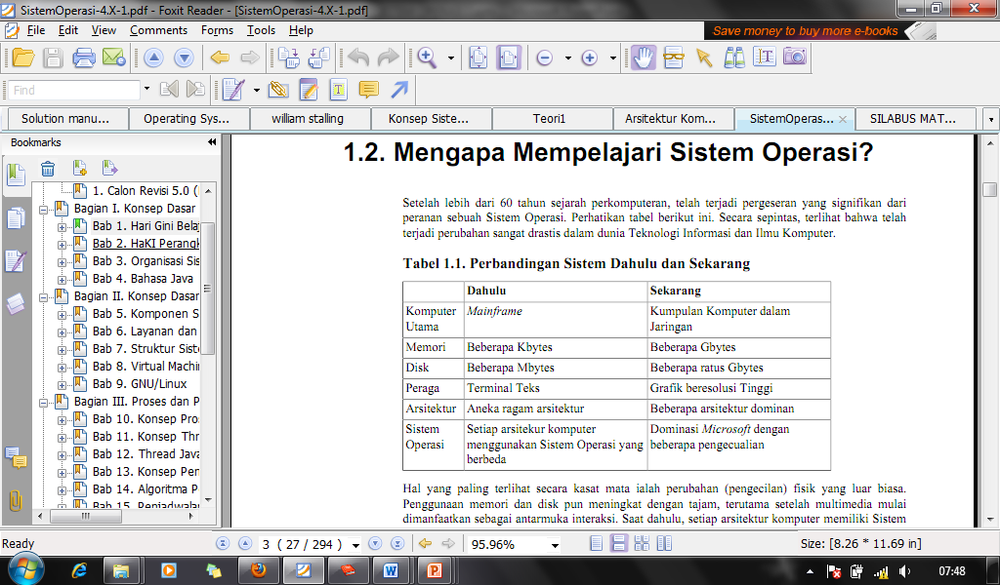 SistemOperasi-4.X-1.pdf - Foxit Reader - [SistemOperasi-4.X-1.pdf]
File Edit View Comments Forms Tools Help
Save money to buy more e-books
Find
Solution manu... Operating Sys... william stalling Konsep Siste... Teori1 Arsitektur Kom... SistemOperas... SILABUS MAT...
Bookmarks
1. Calon Revisi 5.0 (
Bagian I. Konsep Dasar
Bab 1. Hari Gini Bela
Bab 2. HaKI Perangk
Bab 3. Organisasi Sis
Bab 4. Bahasa Java
Bagian II. Konsep Dasar
Bab 5. Komponen S
Bab 6. Layanan dan
Bab 7. Struktur Sist
Bab 8. Virtual Machin
Bab 9. GNU/Linux
Bagian III. Proses dan P
Bab 10. Konsep Pro
Bab 11. Konsep Thr
Bab 12. Thread Java
Bab 13. Konsep Pen
Bab 14. Algoritma P
Bab 15. Penjadwala
1.2. Mengapa Mempelajari Sistem Operasi?
Setelah lebih dari 60 tahun sejarah perkomputeran, telah terjadi pergeseran yang signifikan dari
peranan sebuah Sistem Operasi. Perhatikan tabel berikut ini. Secara sepintas, terlihat bahwa telah
terjadi perubahan sangat drastis dalam dunia Teknologi Informasi dan Ilmu Komputer.
Tabel 1.1. Perbandingan Sistem Dahulu dan Sekarang
Dahulu Sekarang
Komputer Mainframe Kumpulan Komputer dalam
Utama Jaringan
Memori Beberapa Kbytes Beberapa Gbytes
Disk Beberapa Mbytes Beberapa ratus Gbytes
Peraga Terminal Teks Grafik beresolusi Tinggi
Arsitektur Aneka ragam arsitektur Beberapa arsitektur dominan
Sistem Setiap arsitekur komputer Dominasi Microsoft dengan
Operasi menggunakan Sistem Operasi yang beberapa pengecualian
berbeda
Hal yang paling terlihat secara kasat mata ialah perubahan (pengecilan) fisik yang luar biasa.
Penggunaan memori dan disk pun meningkat dengan tajam, terutama setelah multimedia mulai
dimanfaatkan sebagai antarmuka interaksi. Saat dahulu, setiap arsitektur komputer memiliki Sistem
Ready 3 ( 27 / 294 ) 95.96% Size: [8.26 * 11.69 in]
07:48